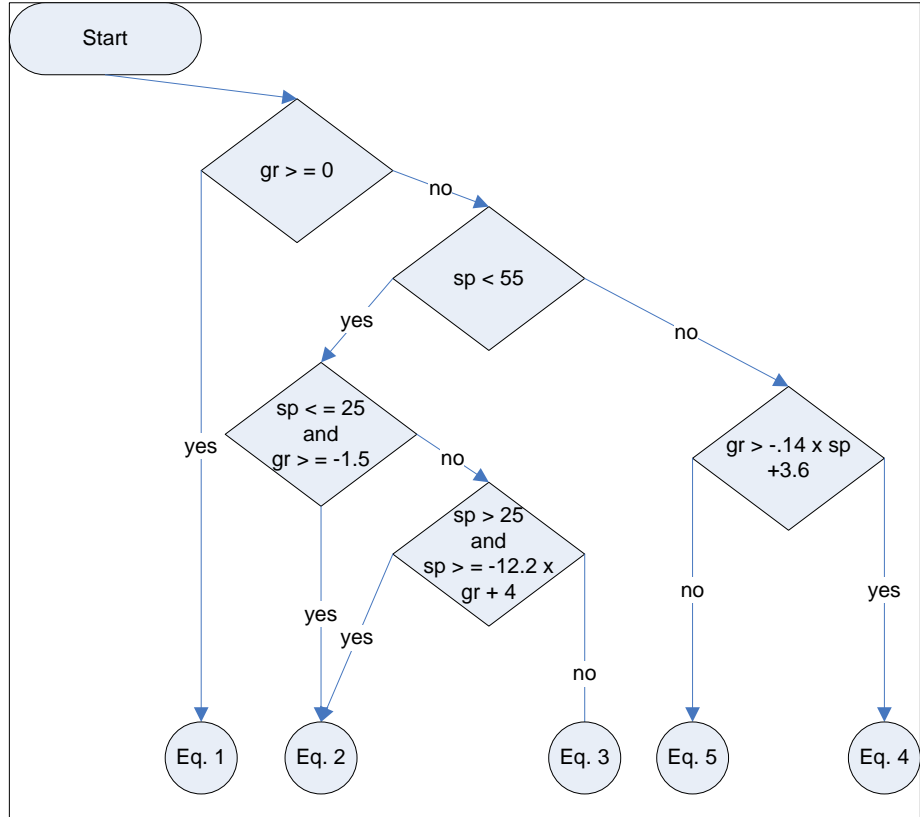 Start
gr > = 0
no
sp < 55
yes
no
sp < = 25
and
gr > = -1.5
gr > -.14 x sp
+3.6
yes
no
sp > 25
and
sp > = -12.2 x
gr + 4
no
yes
yes
yes
no
Eq. 1
Eq. 2
Eq. 3
Eq. 5
Eq. 4